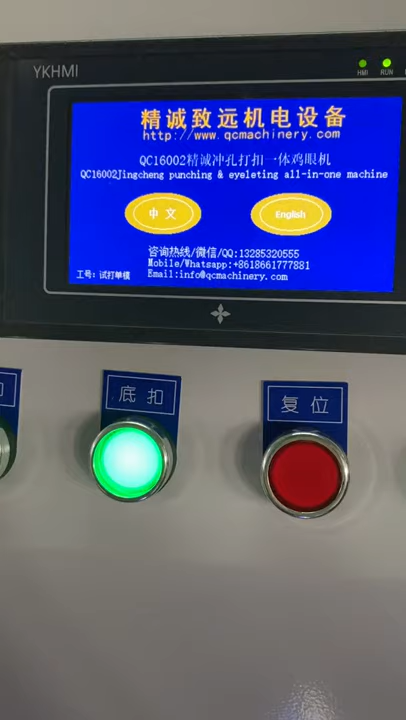 YKHMI
HMI RUN
精诚致远机电设备
http://www.qcmachinery.com
QC16002精诚冲孔打扣一体鸡眼机
QC16002Jingcheng punching & eyeleting all-in-one machine
中文 English
咨询热线/微信/QQ:13285320555
Mobile/Whatsapp:+8618661777881
工号: 试打单值 Email:info@qcmachinery.com
底扣 复位